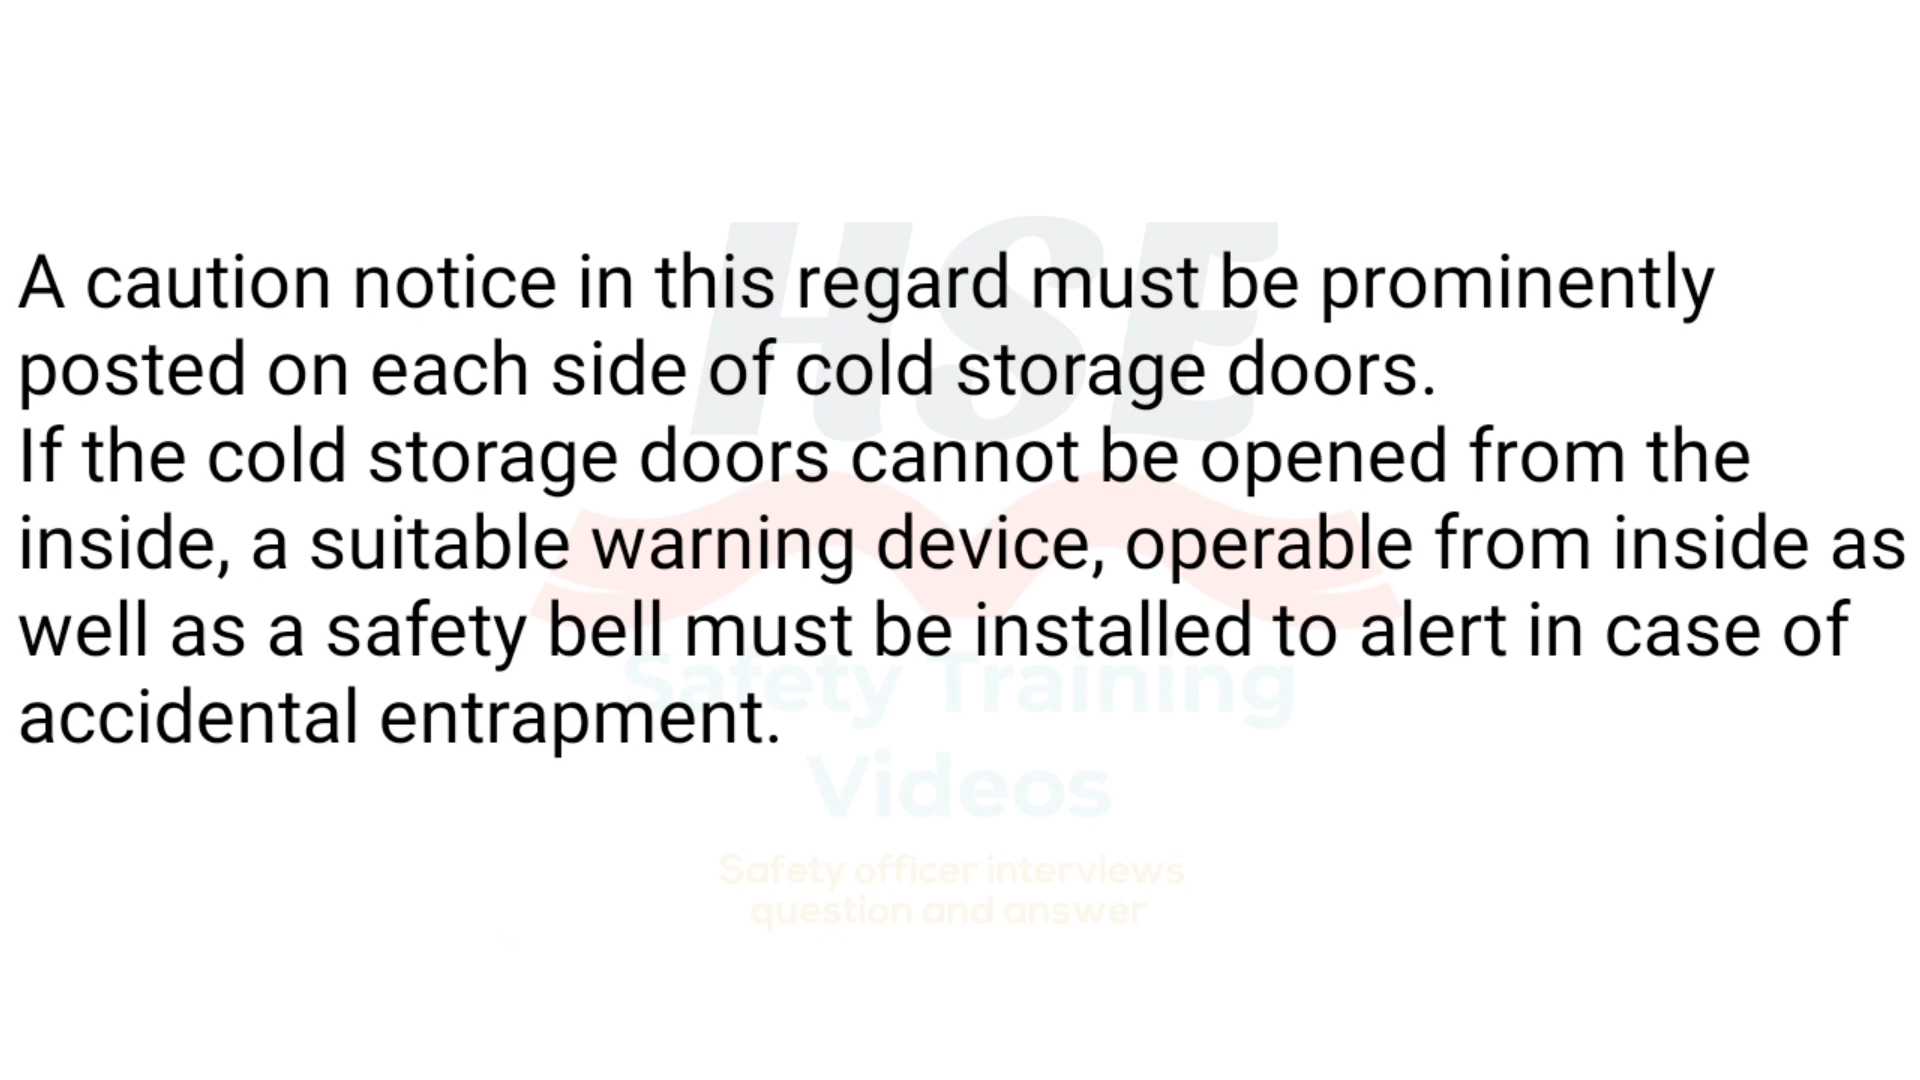 HSE
A caution notice in this regard must be prominently
posted on each side of cold storage doors.
If the cold storage doors cannot be opened from the
inside, a suitable warning device, operable from inside as
well as a safety bell must be installed to alert in case of
accidental entrapment.
Safety Training
Videos
Safety officer interviews
question and answer